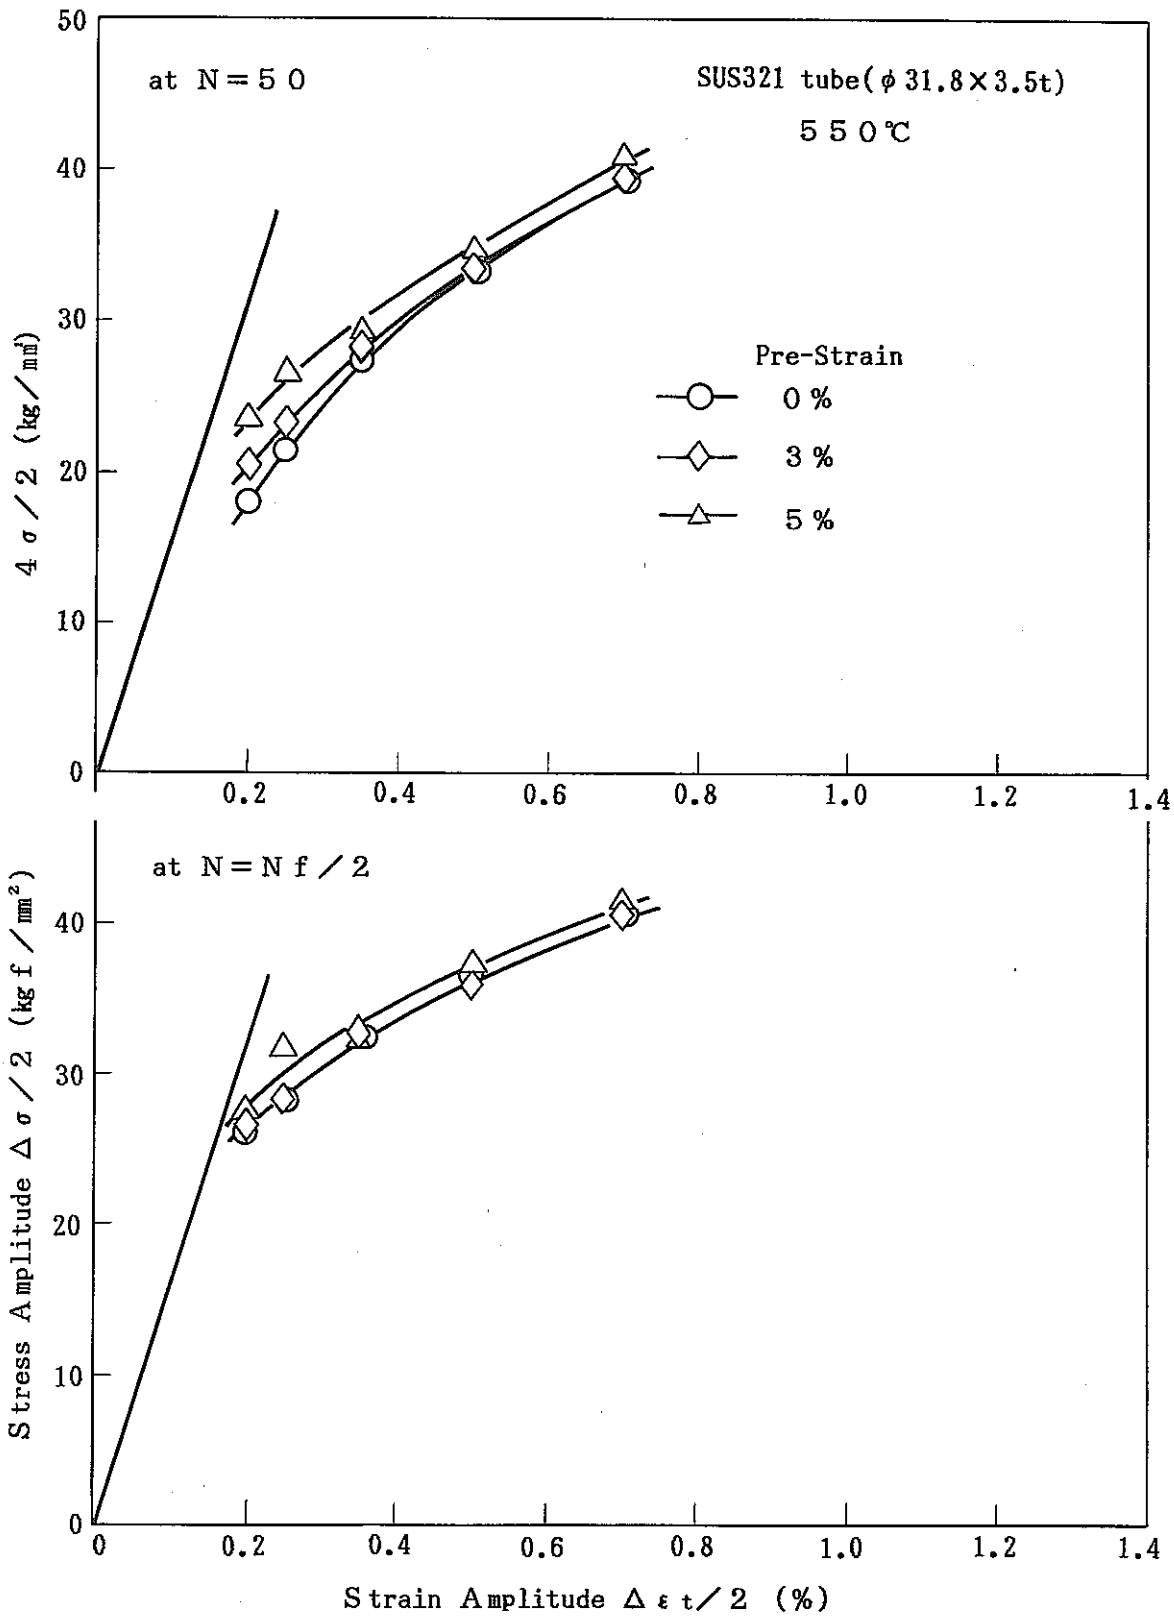 50
at N=50
SUS321 tube(φ31.8×3.5t)
550℃
40
30
Pre-Strain
0%
3%
5%
20
10
0
4σ/2 (kg/mm²)
0.2 0.4 0.6 0.8 1.0 1.2 1.4
at N=Nf/2
40
30
20
10
0
Stress Amplitude Δσ/2 (kgf/mm²)
0 0.2 0.4 0.6 0.8 1.0 1.2 1.4
Strain Amplitude Δεt/2 (%)